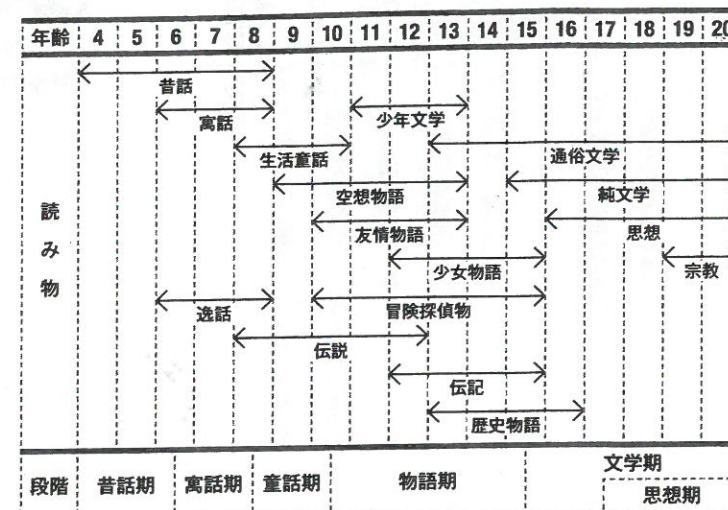 年齢 4 5 6 7 8 9 10 11 12 13 14 15 16 17 18 19 20
昔話
寓話 少年文学
生活童話 通俗文学
空想物語 純文学
友情物語 思想
少女物語 宗教
逸話 冒険探偵物
伝説
伝記
歴史物語
読み物
段階 昔話期 寓話期 童話期 物語期 文学期
思想期